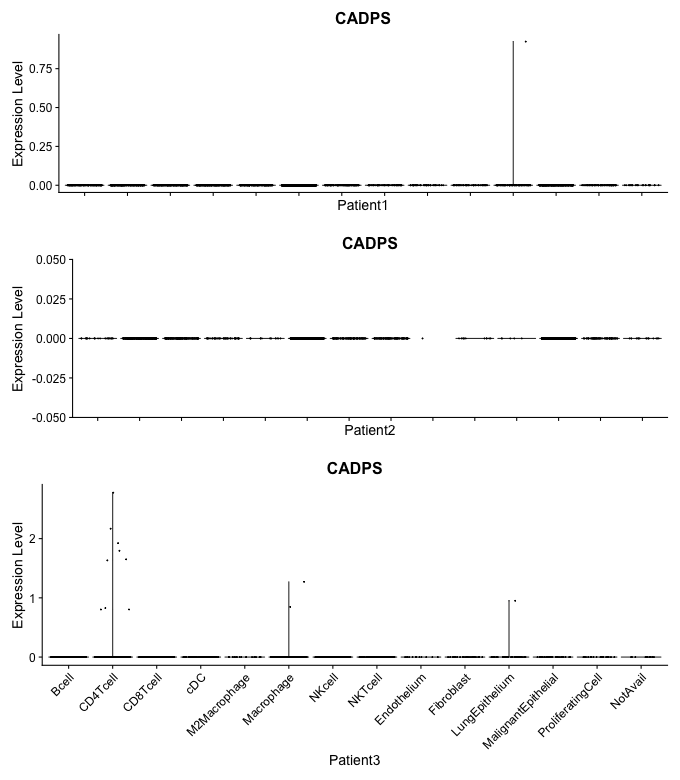 CADPS
Expression Level
0.75
0.50
0.25
0.00
Patient1
CADPS
Expression Level
0.050
0.025
0.000
-0.025
-0.050
Patient2
CADPS
Expression Level
2
1
0
Bcell
CD4Tcell
CD8Tcell
cDC
M2Macrophage
Macrophage
NKcell
NKTcell
Endothelium
Fibroblast
LungEpithelium
MalignantEpithelial
ProliferatingCell
NotAvail
Patient3